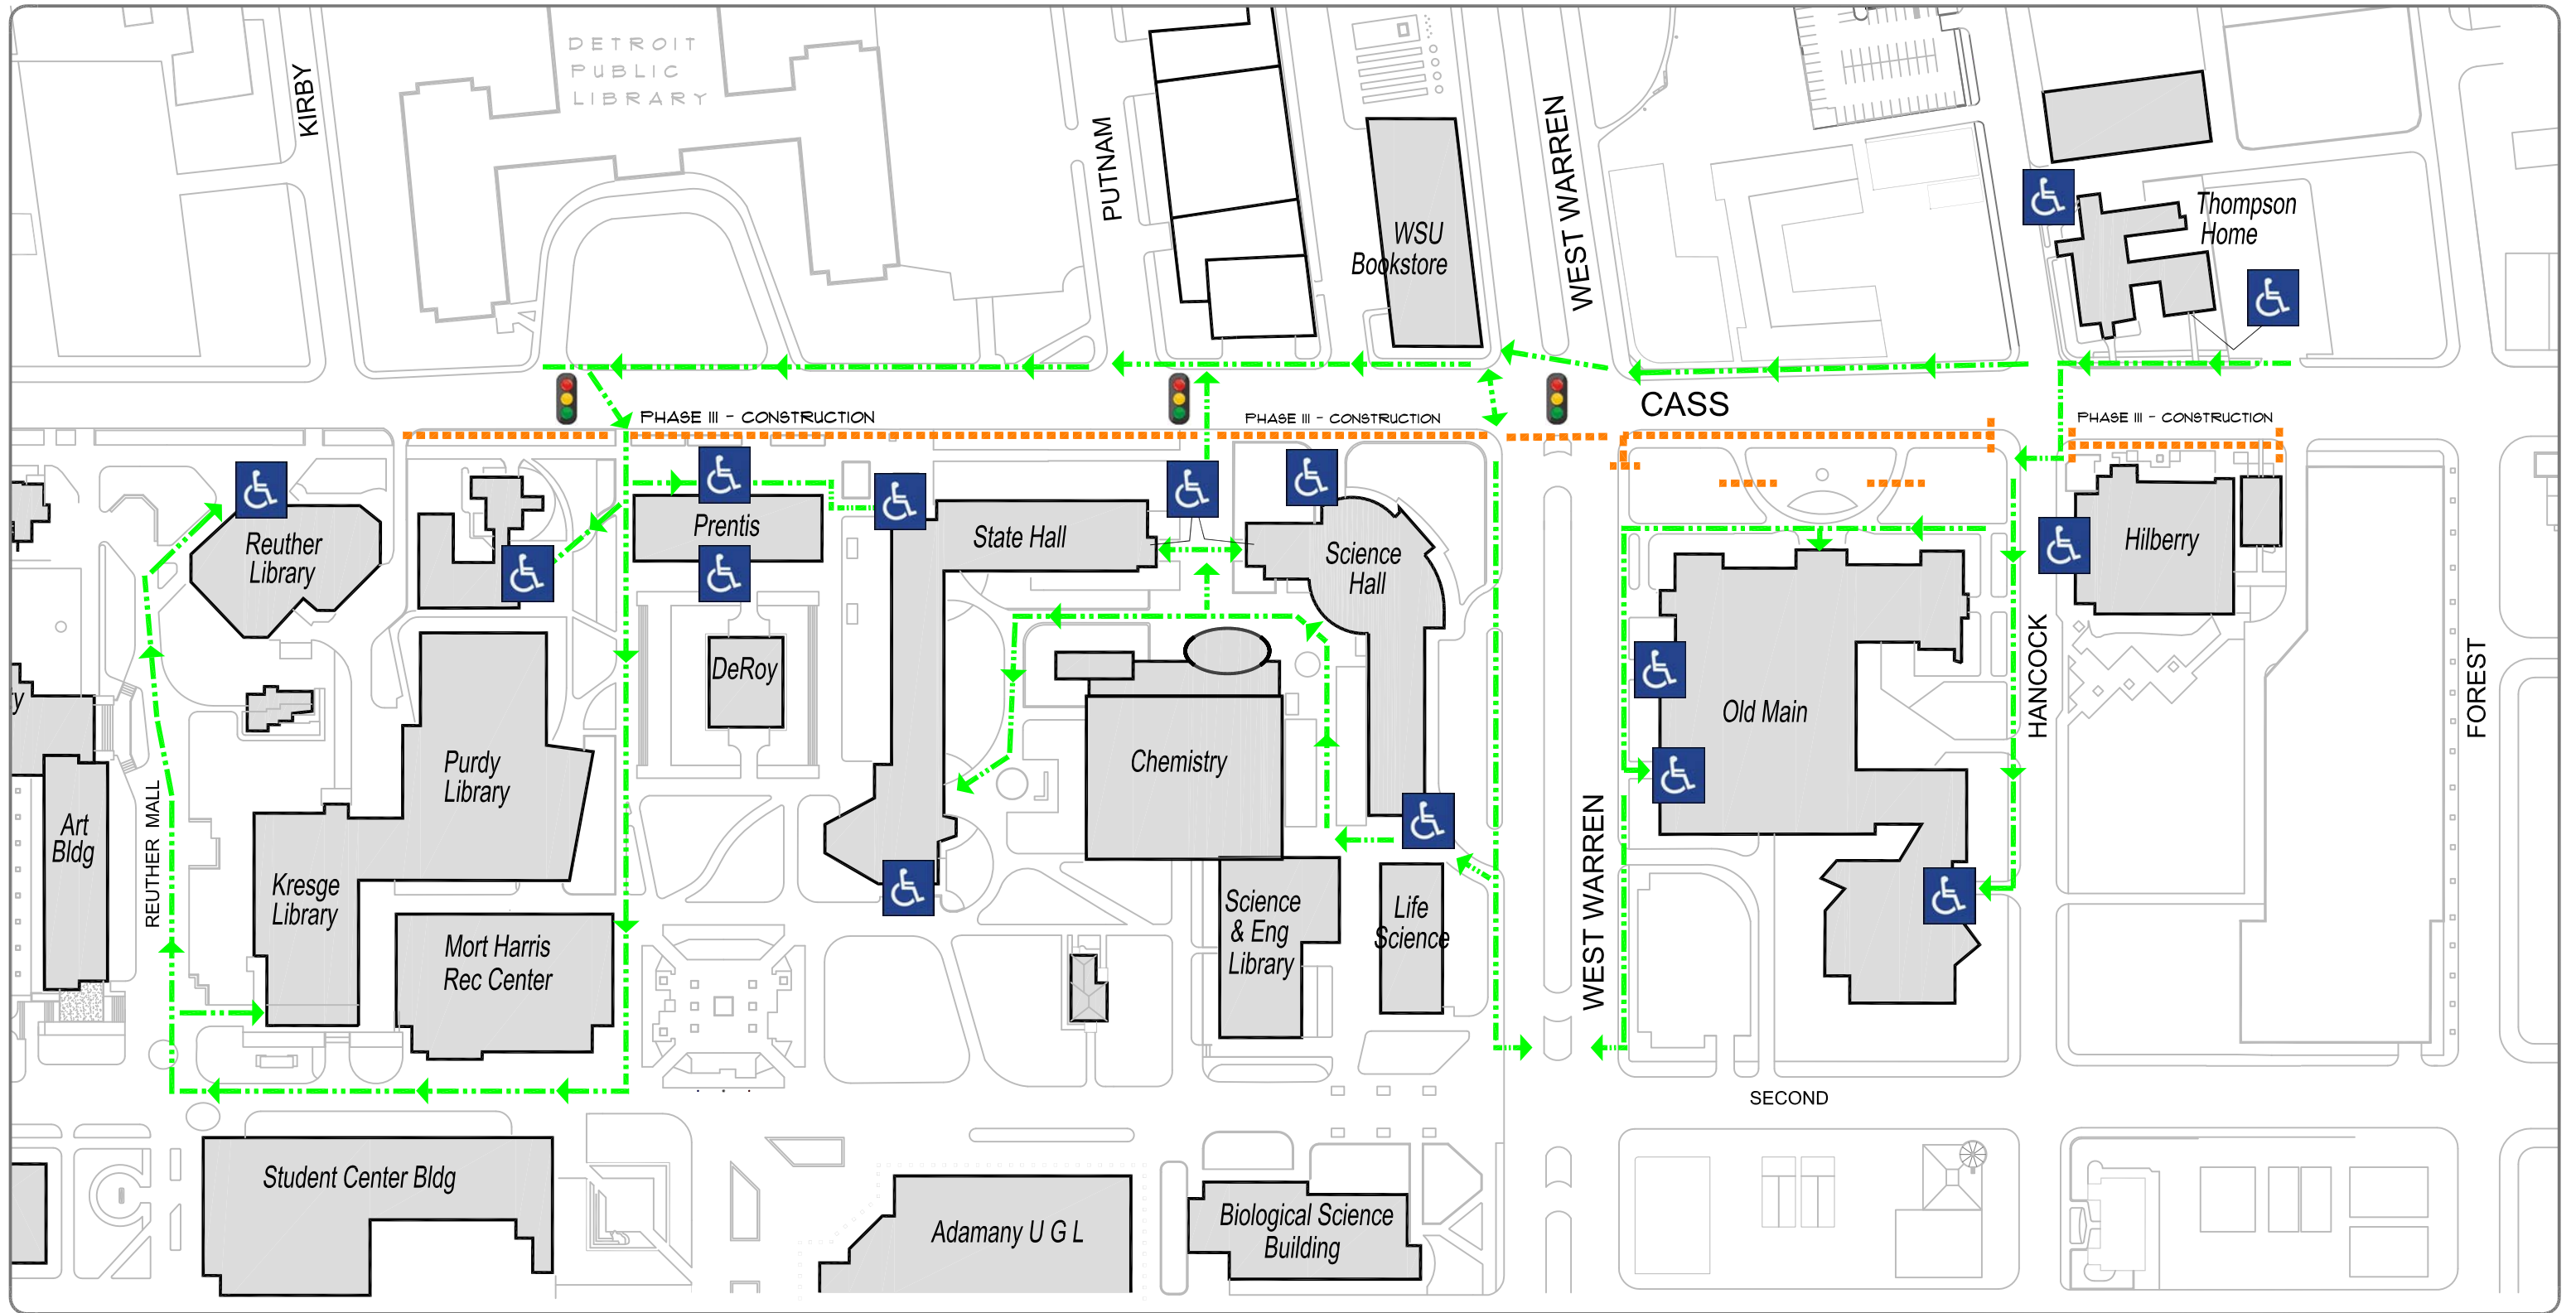 DETROIT
PUBLIC
LIBRARY
KIRBY
PUTNAM
WSU
Bookstore
WEST WARREN
Thompson
Home
CASS
PHASE III - CONSTRUCTION
PHASE III - CONSTRUCTION
PHASE III - CONSTRUCTION
Reuther
Library
Prentis
State Hall
Science
Hall
Hilberry
DeRoy
Old Main
HANCOCK
FOREST
y
Purdy
Library
Chemistry
Art
Bldg
REUTHER MALL
Kresge
Library
Mort Harris
Rec Center
Science
& Eng
Library
Life
Science
WEST WARREN
SECOND
Student Center Bldg
Adamany U G L
Biological Science
Building